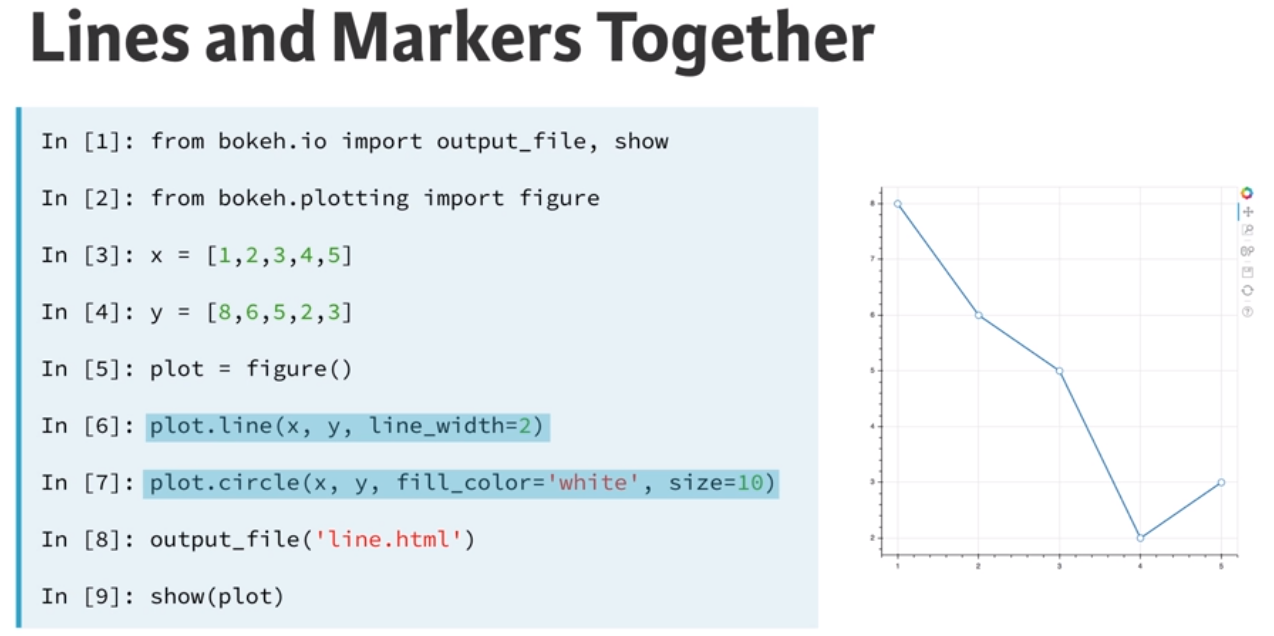 Lines and Markers Together
In [1]: from bokeh.io import output_file, show
In [2]: from bokeh.plotting import figure
In [3]: x = [1,2,3,4,5]
In [4]: y = [8,6,5,2,3]
In [5]: plot = figure()
In [6]: plot.line(x, y, line_width=2)
In [7]: plot.circle(x, y, fill_color='white', size=10)
In [8]: output_file('line.html')
In [9]: show(plot)
8
7
6
5
4
3
2
1 2 3 4 5